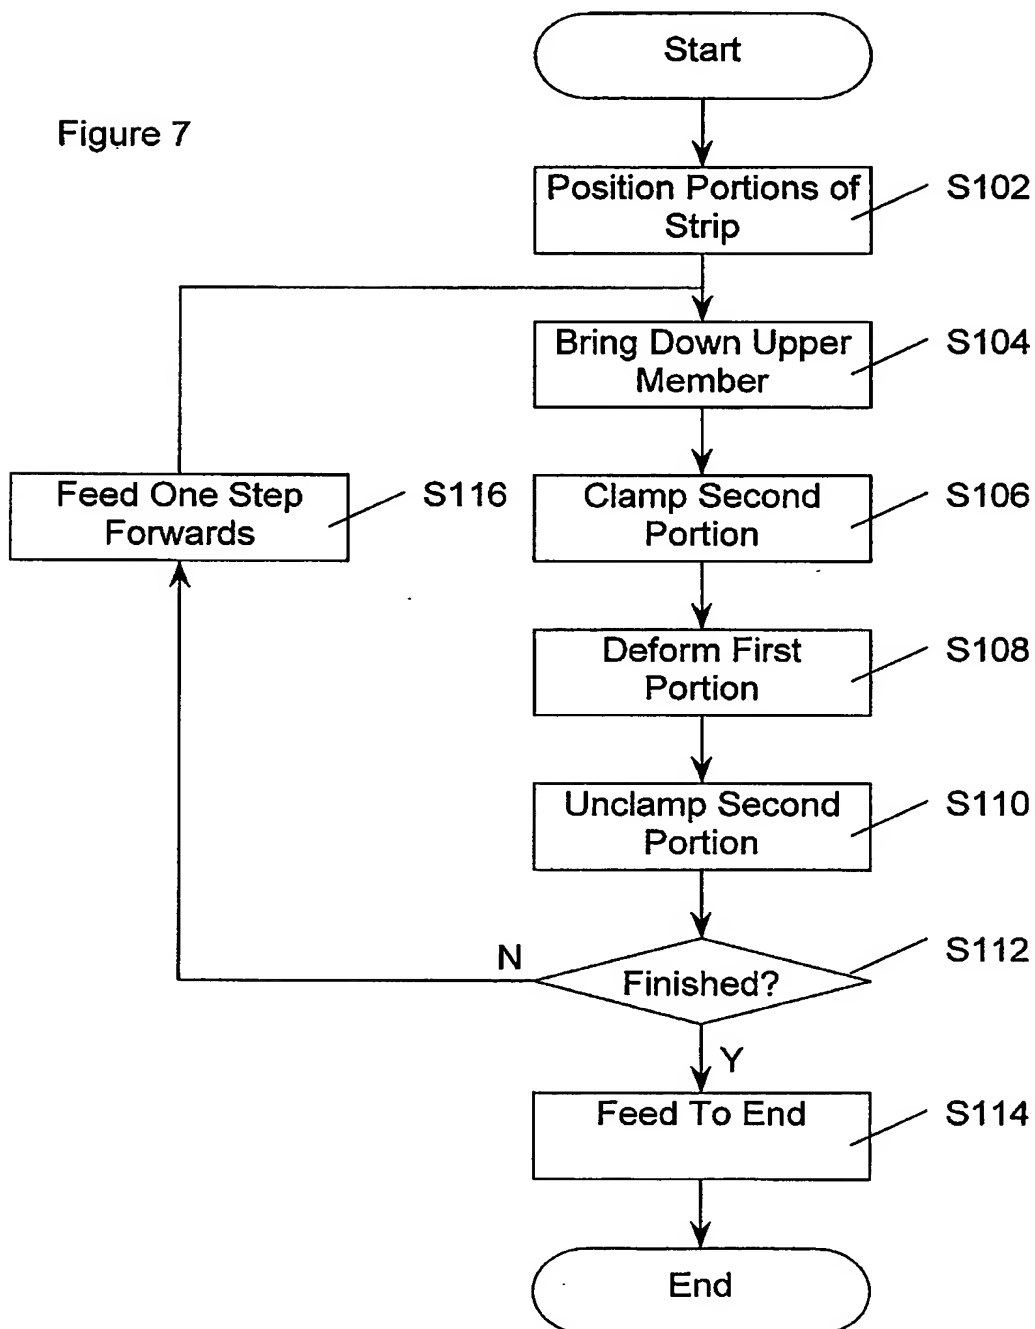 Start
Figure 7
Position Portions of
Strip
S102
Bring Down Upper
Member
S104
Feed One Step
Forwards
S116
Clamp Second
Portion
S106
Deform First
Portion
S108
Unclamp Second
Portion
S110
N
Finished?
S112
Y
Feed To End
S114
End